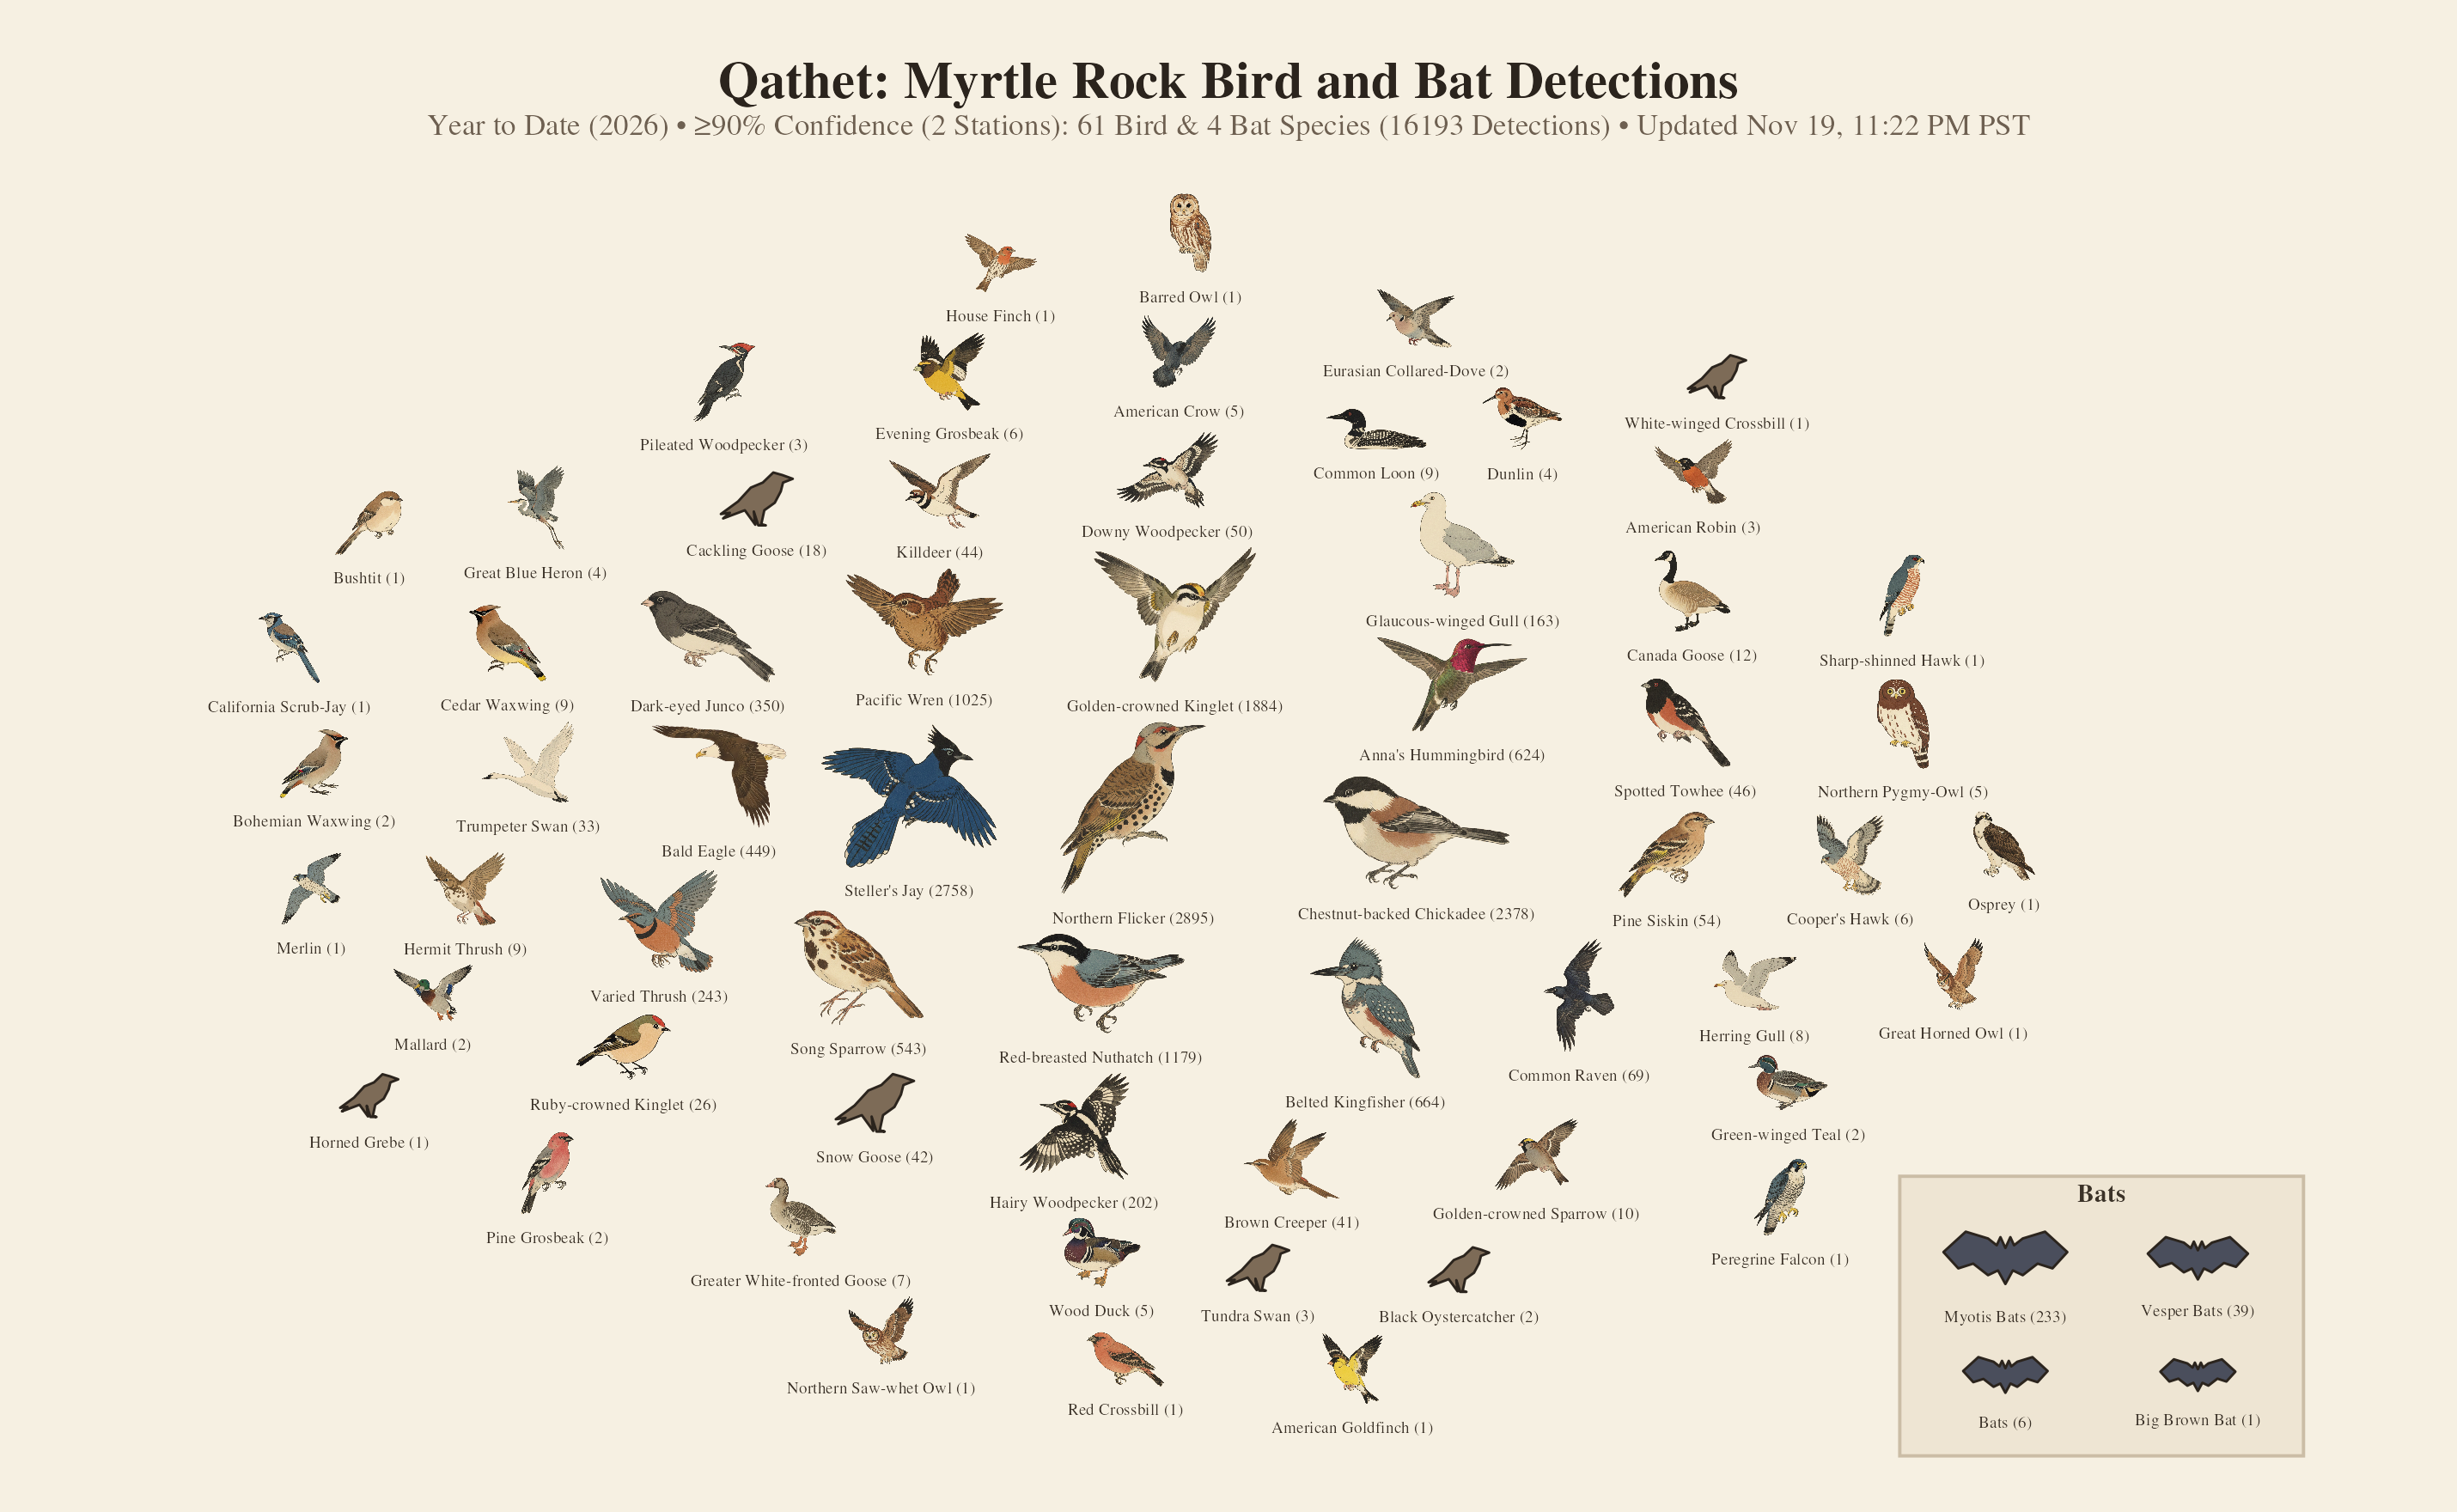 Qathet: Myrtle Rock Bird and Bat Detections
Year to Date (2026) • ≥90% Confidence (2 Stations): 61 Bird & 4 Bat Species (16193 Detections) • Updated Nov 19, 11:22 PM PST
Barred Owl (1)
House Finch (1)
Eurasian Collared-Dove (2)
American Crow (5)
White-winged Crossbill (1)
Evening Grosbeak (6)
Pileated Woodpecker (3)
Common Loon (9)
Dunlin (4)
American Robin (3)
Downy Woodpecker (50)
Cackling Goose (18)
Killdeer (44)
Great Blue Heron (4)
Bushtit (1)
Glaucous-winged Gull (163)
Canada Goose (12)
Sharp-shinned Hawk (1)
Pacific Wren (1025)
California Scrub-Jay (1)
Cedar Waxwing (9)
Dark-eyed Junco (350)
Golden-crowned Kinglet (1884)
Anna's Hummingbird (624)
Spotted Towhee (46)
Northern Pygmy-Owl (5)
Bohemian Waxwing (2)
Trumpeter Swan (33)
Bald Eagle (449)
Steller's Jay (2758)
Osprey (1)
Northern Flicker (2895)
Chestnut-backed Chickadee (2378)
Pine Siskin (54)
Cooper's Hawk (6)
Merlin (1)
Hermit Thrush (9)
Varied Thrush (243)
Herring Gull (8)
Great Horned Owl (1)
Mallard (2)
Song Sparrow (543)
Red-breasted Nuthatch (1179)
Common Raven (69)
Ruby-crowned Kinglet (26)
Belted Kingfisher (664)
Green-winged Teal (2)
Horned Grebe (1)
Snow Goose (42)
Hairy Woodpecker (202)
Brown Creeper (41)
Golden-crowned Sparrow (10)
Pine Grosbeak (2)
Peregrine Falcon (1)
Greater White-fronted Goose (7)
Wood Duck (5)
Tundra Swan (3)
Black Oystercatcher (2)
Northern Saw-whet Owl (1)
Red Crossbill (1)
American Goldfinch (1)
Bats
Myotis Bats (233)
Vesper Bats (39)
Bats (6)
Big Brown Bat (1)